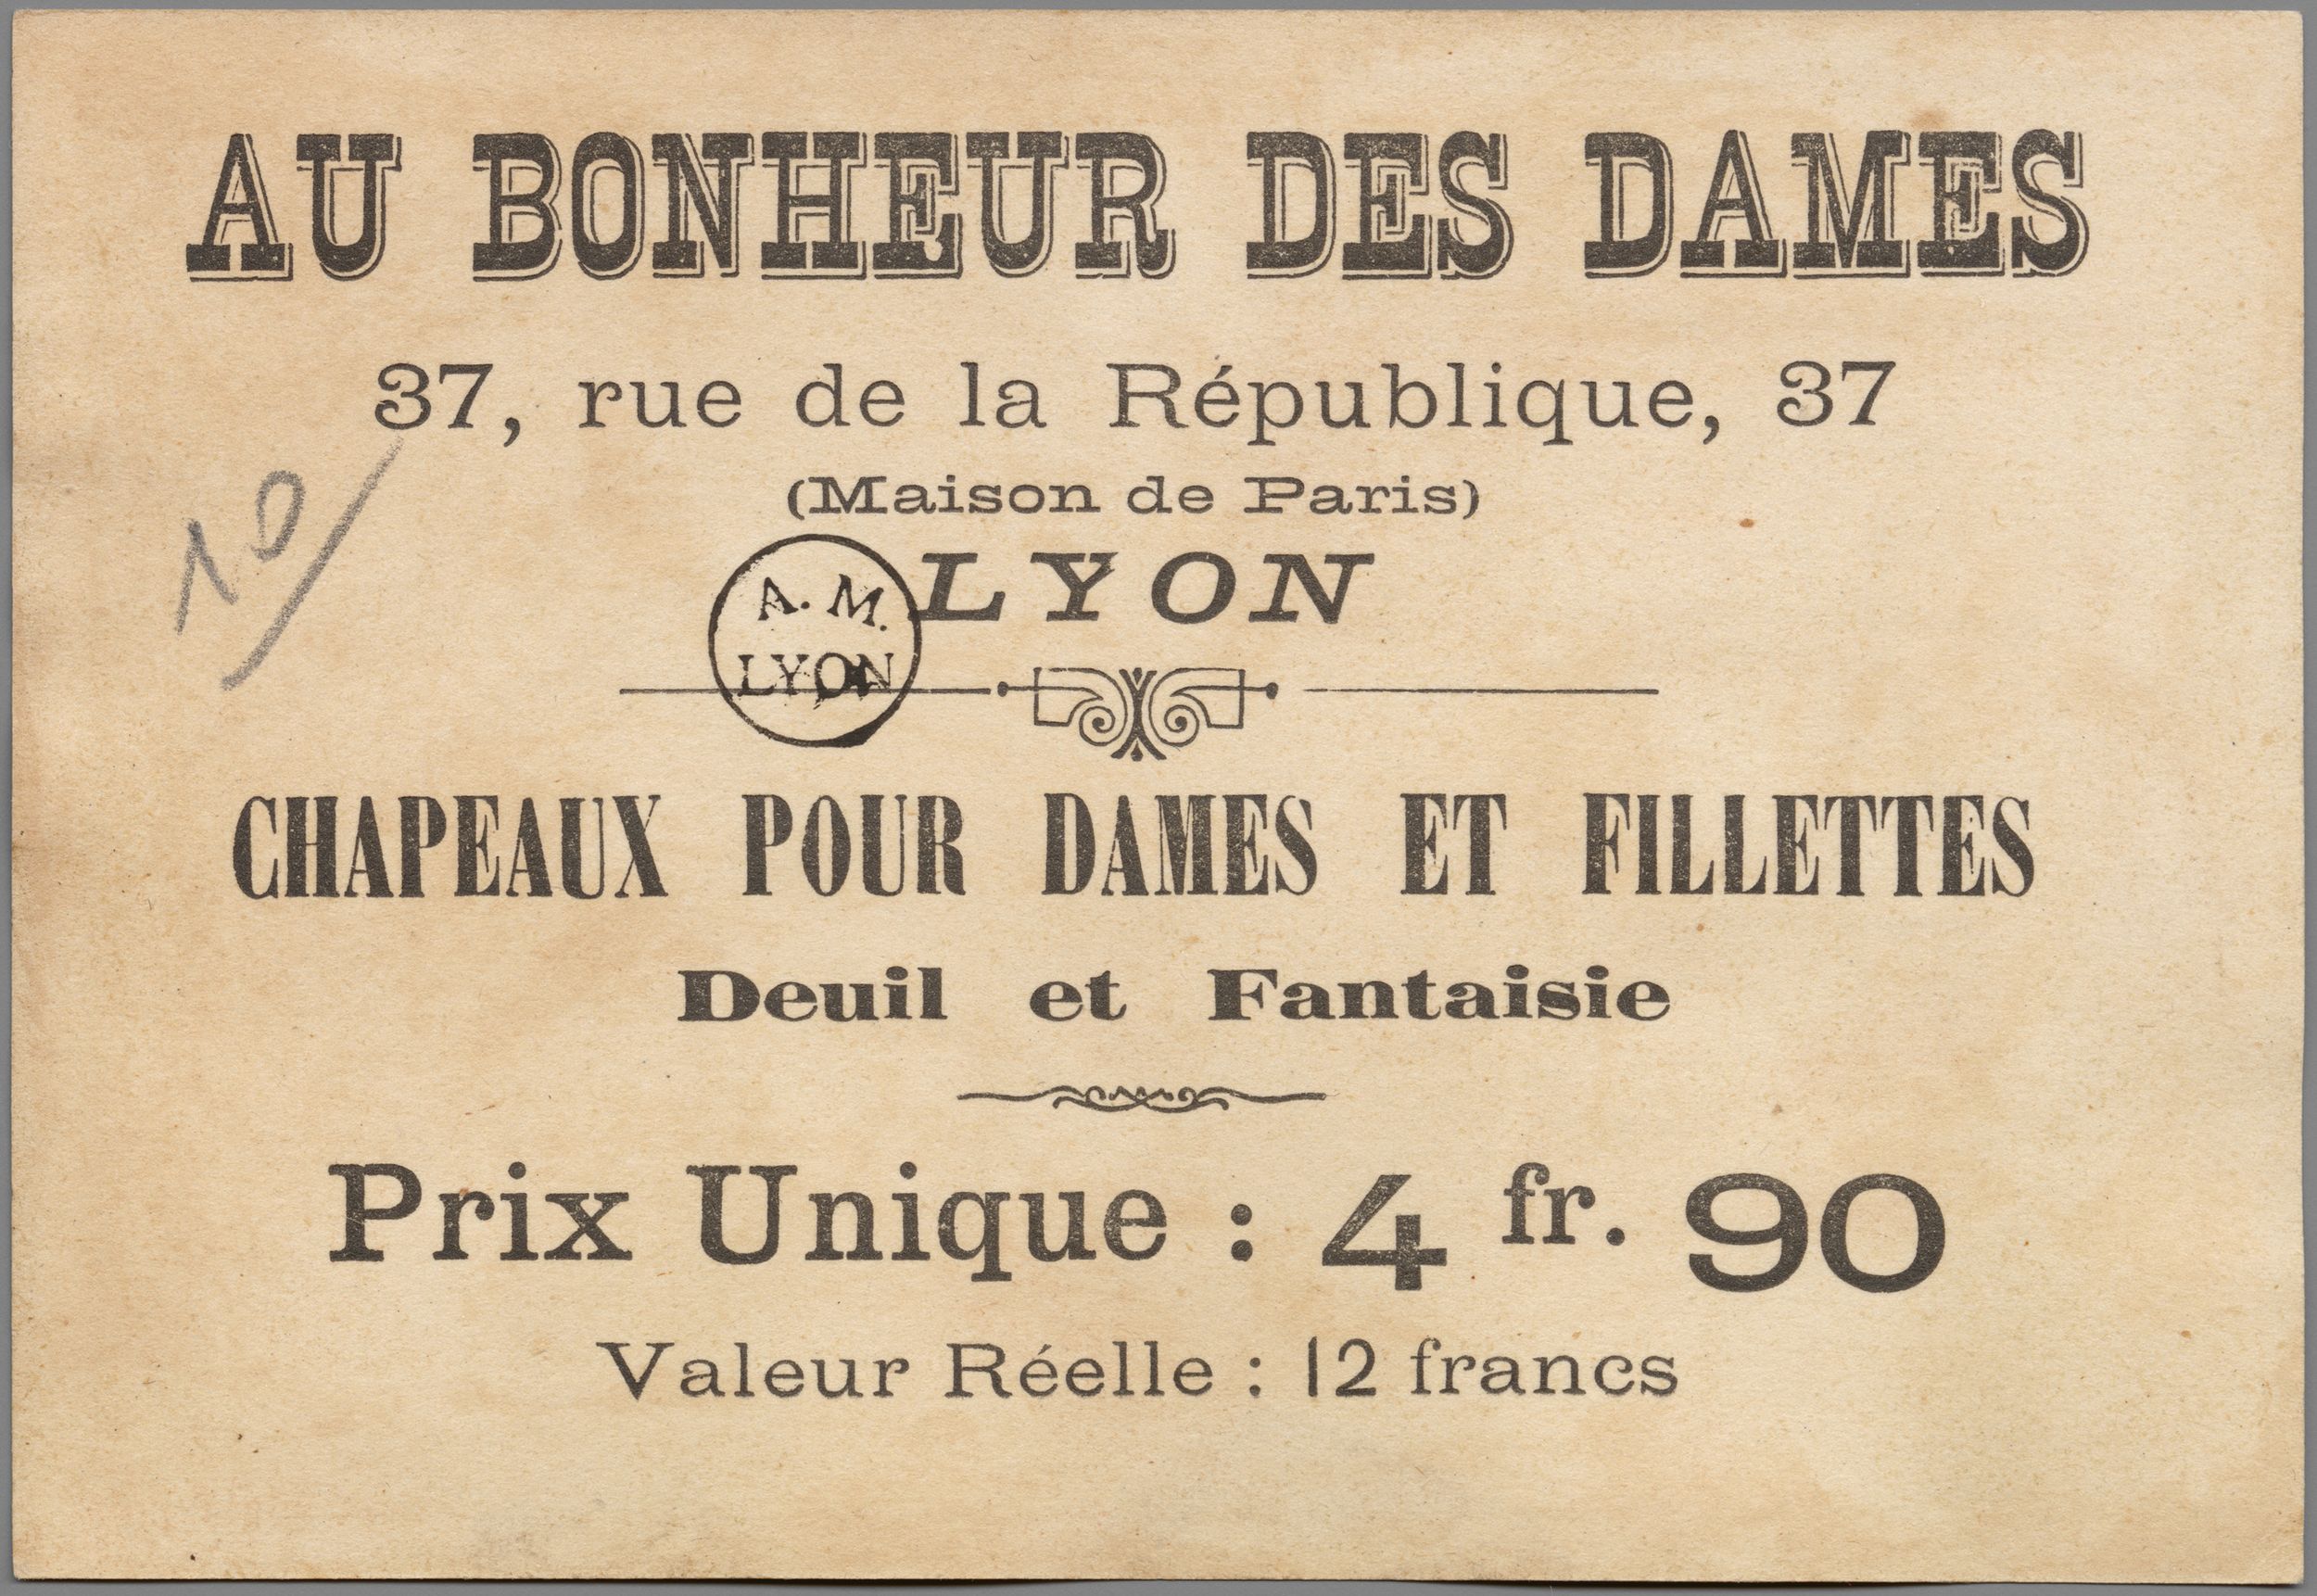 AU BONHEUR DES DAMES
37, rue de la République, 37
10
(Maison de Paris)
LYON
A. M.
LYON
CHAPEAUX POUR DAMES ET FILLETTES
Deuil et Fantaisie
Prix Unique : 4 fr. 90
Valeur Réelle : 12 francs